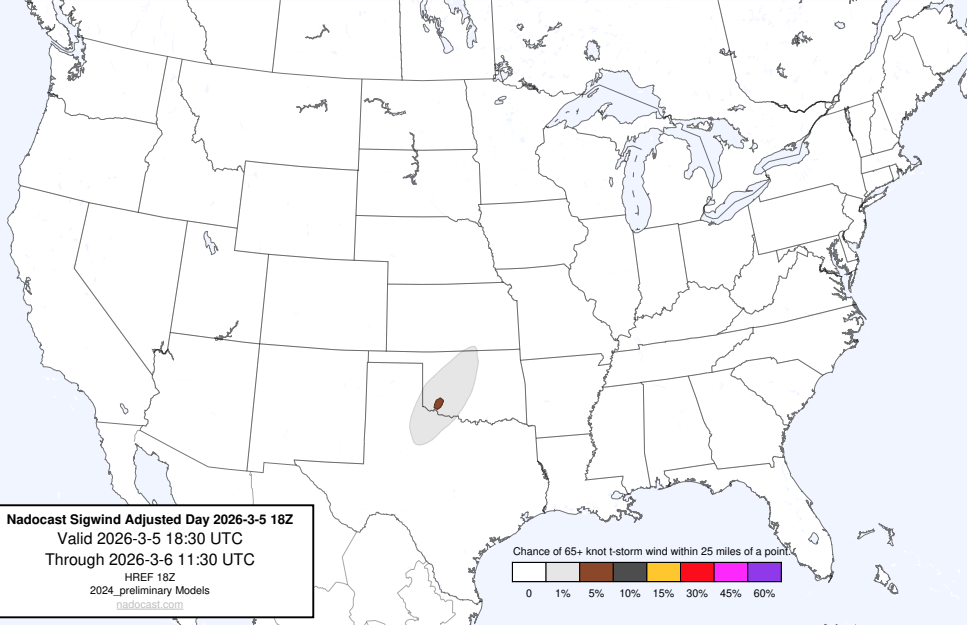 Nadocast Sigwind Adjusted Day 2026-3-5 18Z
Valid 2026-3-5 18:30 UTC
Through 2026-3-6 11:30 UTC
HREF 18Z
2024_preliminary Models
nadocast.com
Chance of 65+ knot t-storm wind within 25 miles of a point.
0 1% 5% 10% 15% 30% 45% 60%